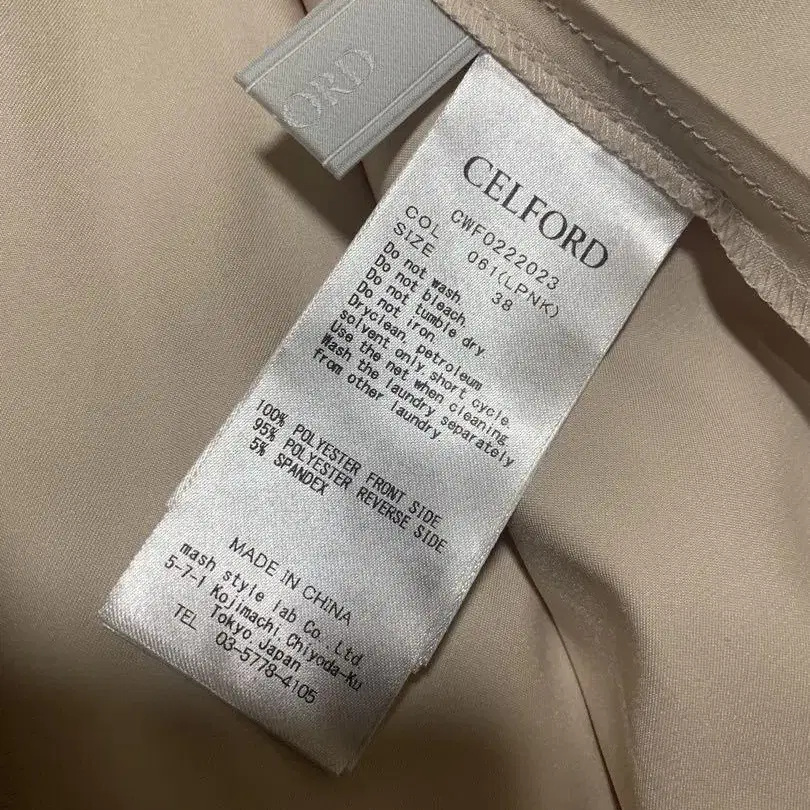 ORD
CELFORD
CWF0222023
COL 061(LPNK)
SIZE 38
Do not wash.
Do not bleach.
Do not tumble dry
Do not iron
Dryclean, petroleum
solvent only,short cycle.
Use the net when cleaning.
Wash the laundry separately
from other laundry
100% POLYESTER FRONT SIDE
95% POLYESTER REVERSE SIDE
5% SPANDEX
MADE IN CHINA
mash style lab Co., Ltd.
5-7-1 Kojimachi,Chiyoda-Ku
Tokyo,Japan
TEL 03-5778-4105